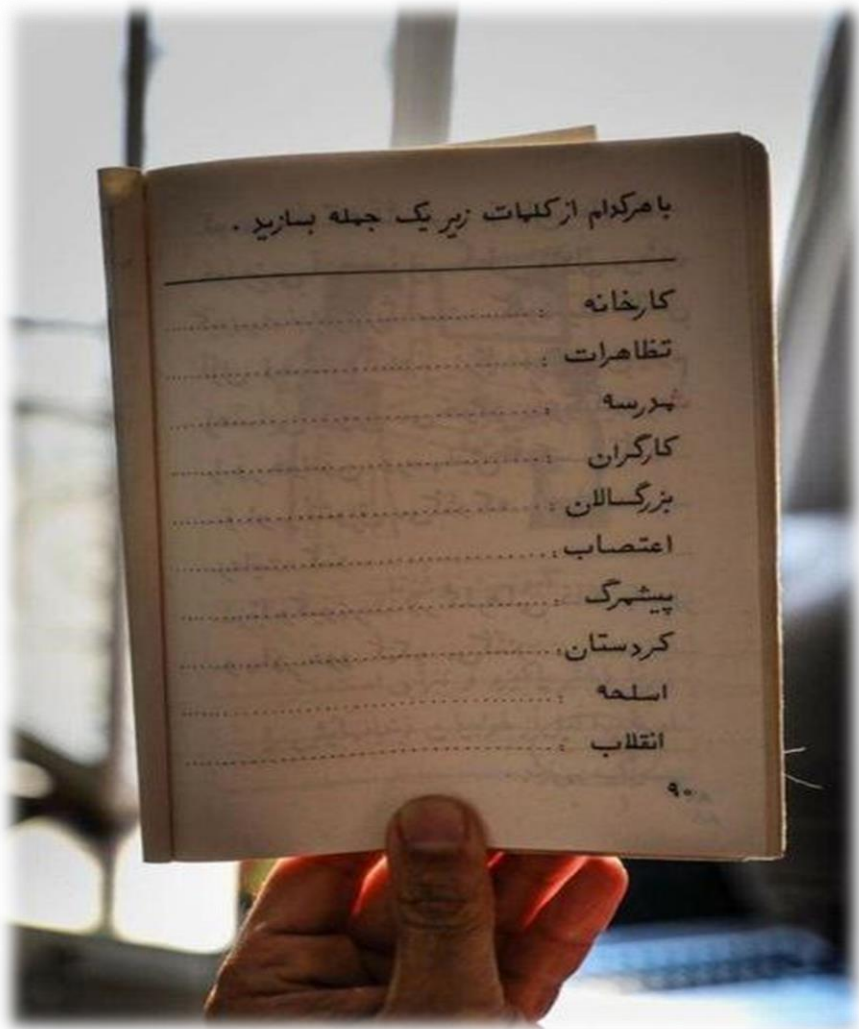 با هرکدام از کلمات زیر یک جمله بسازید .
کارخانه :
تظاهرات :
مدرسه :
کارگران :
بزرگسالان :
اعتصاب :
پیشمرگ :
کردستان :
اسلحه :
انقلاب :
۹۰